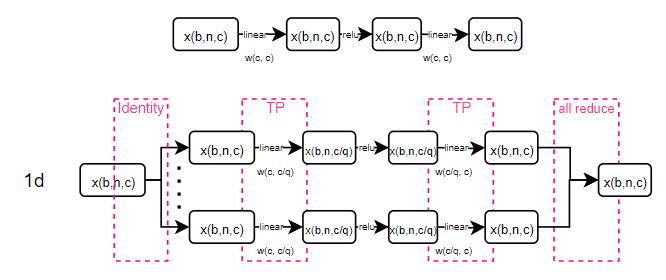 x(b,n,c) linear x(b,n,c) relu x(b,n,c) linear x(b,n,c)
w(c, c) w(c, c)
Identity TP TP all reduce
x(b,n,c) linear x(b,n,c/q) relu x(b,n,c/q) linear x(b,n,c)
w(c, c/q) w(c/q, c)
1d x(b,n,c) x(b,n,c)
x(b,n,c) linear x(b,n,c/q) relu x(b,n,c/q) linear x(b,n,c)
w(c, c/q) w(c/q, c)